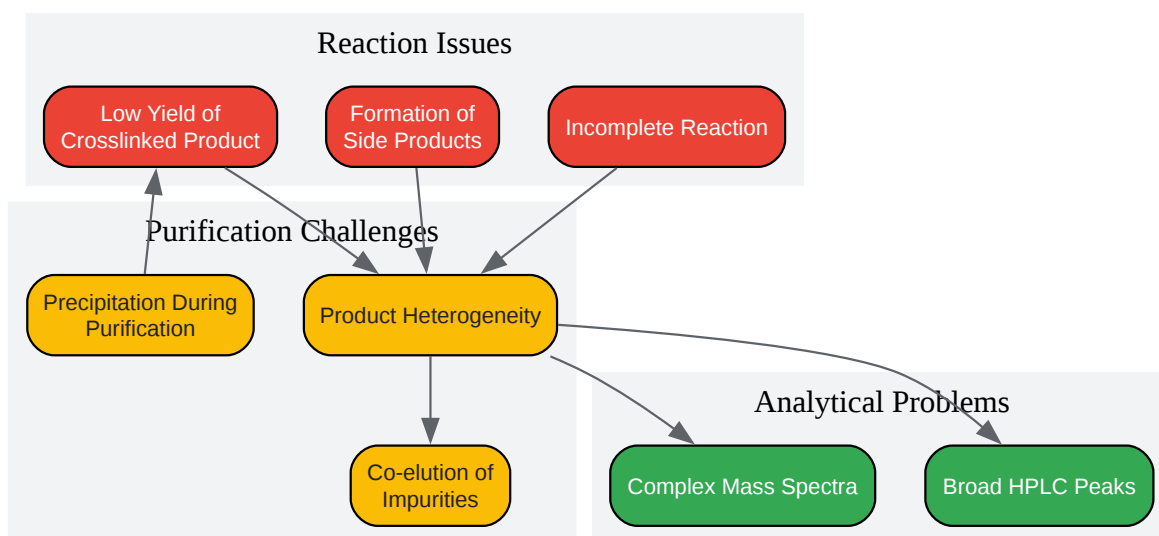 Reaction Issues
Low Yield of
Crosslinked Product
Formation of
Side Products
Incomplete Reaction
Purification Challenges
Precipitation During
Purification
Product Heterogeneity
Co-elution of
Impurities
Analytical Problems
Complex Mass Spectra
Broad HPLC Peaks